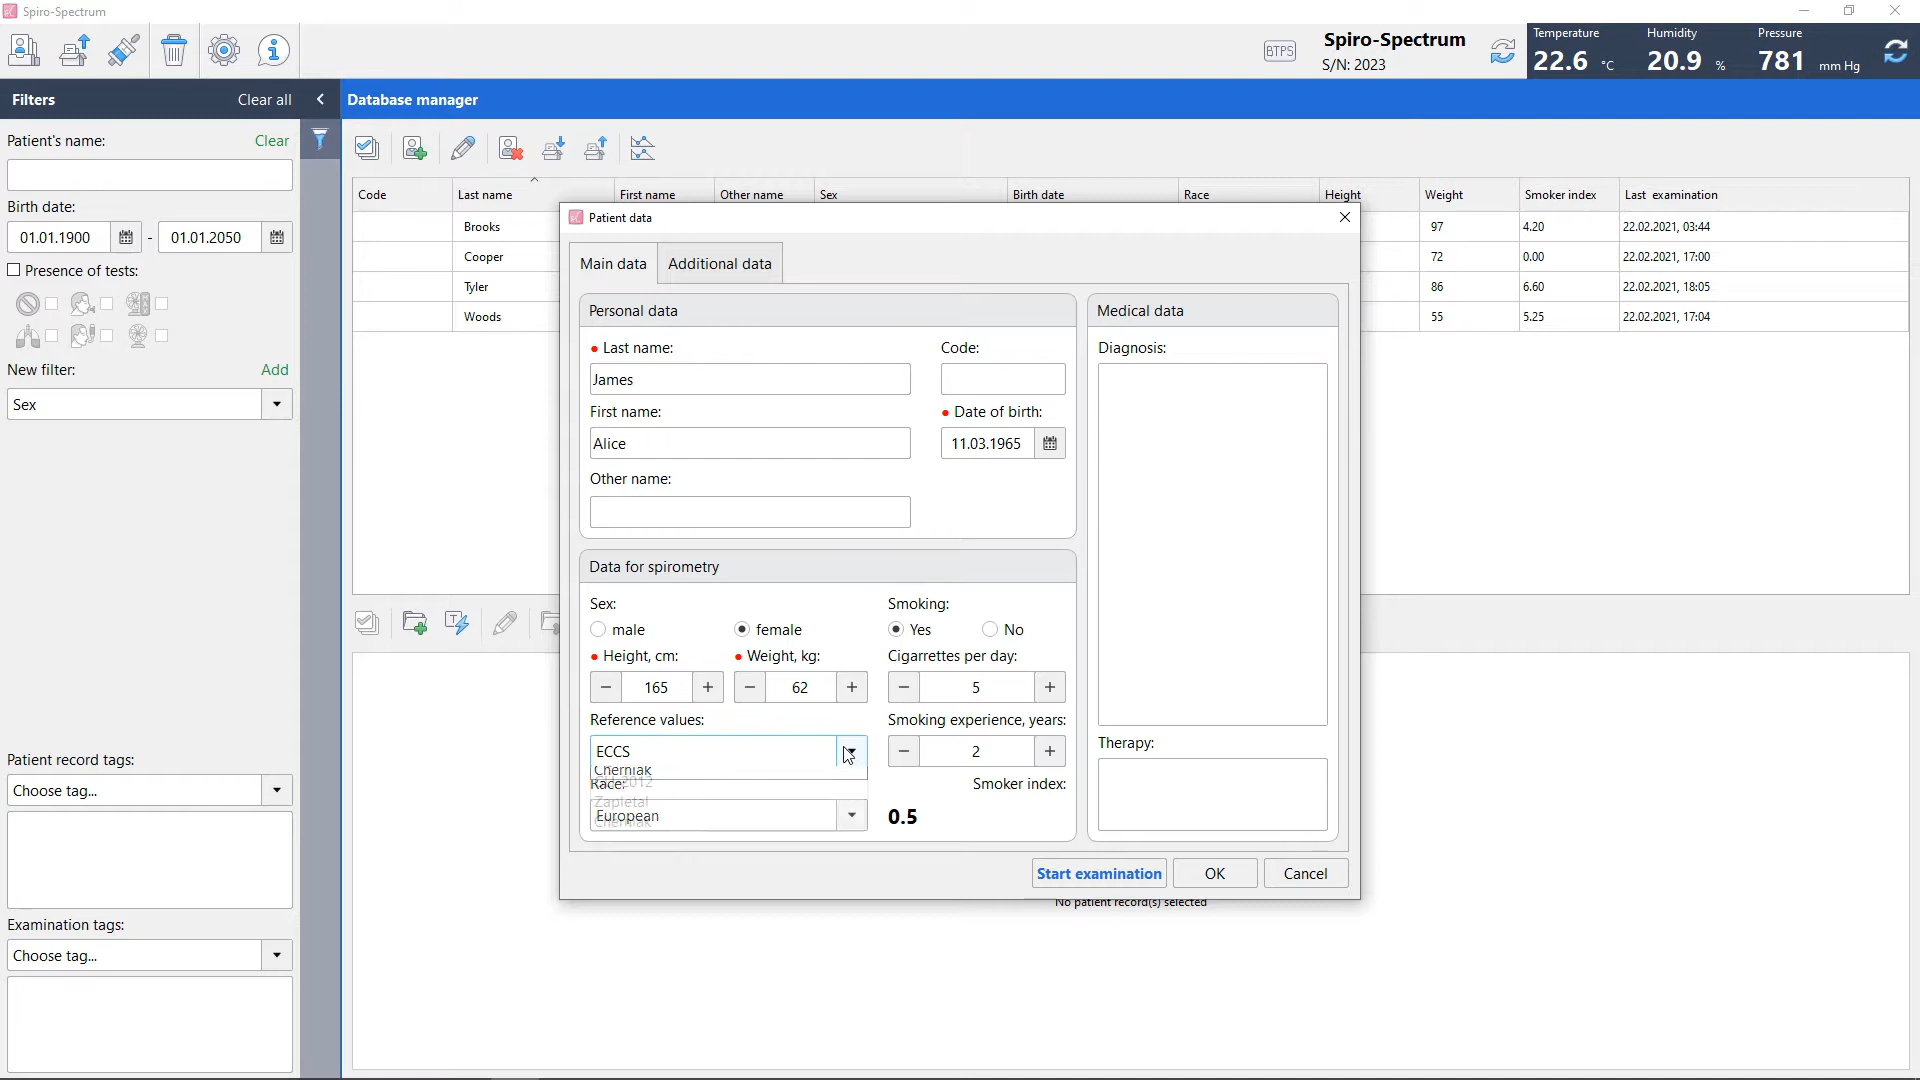 Spiro-Spectrum
BTPS
Spiro-Spectrum
S/N: 2023
Temperature
22.6 °C
Humidity
20.9 %
Pressure
781 mm Hg
Filters
Clear all
Database manager
Patient's name:
Clear
Birth date:
01.01.1900 - 01.01.2050
Presence of tests:
New filter:
Add
Sex
Patient record tags:
Choose tag...
Examination tags:
Choose tag...
Code Last name First name Other name Sex Birth date Race Height Weight Smoker index Last examination
Brooks 97 4.20 22.02.2021, 03:44
Cooper 72 0.00 22.02.2021, 17:00
Tyler 86 6.60 22.02.2021, 18:05
Woods 55 5.25 22.02.2021, 17:04
Patient data
Main data
Additional data
Personal data
Last name:
James
Code:
First name:
Alice
Date of birth:
11.03.1965
Other name:
Data for spirometry
Sex:
male
female
Smoking:
Yes
No
Height, cm:
165
Weight, kg:
62
Cigarrettes per day:
5
Reference values:
ECCS
Cherniak
Zapletal
Cherniak
Smoking experience, years:
2
Race:
European
Smoker index:
0.5
Medical data
Diagnosis:
Therapy:
Start examination
OK
Cancel
No patient record(s) selected